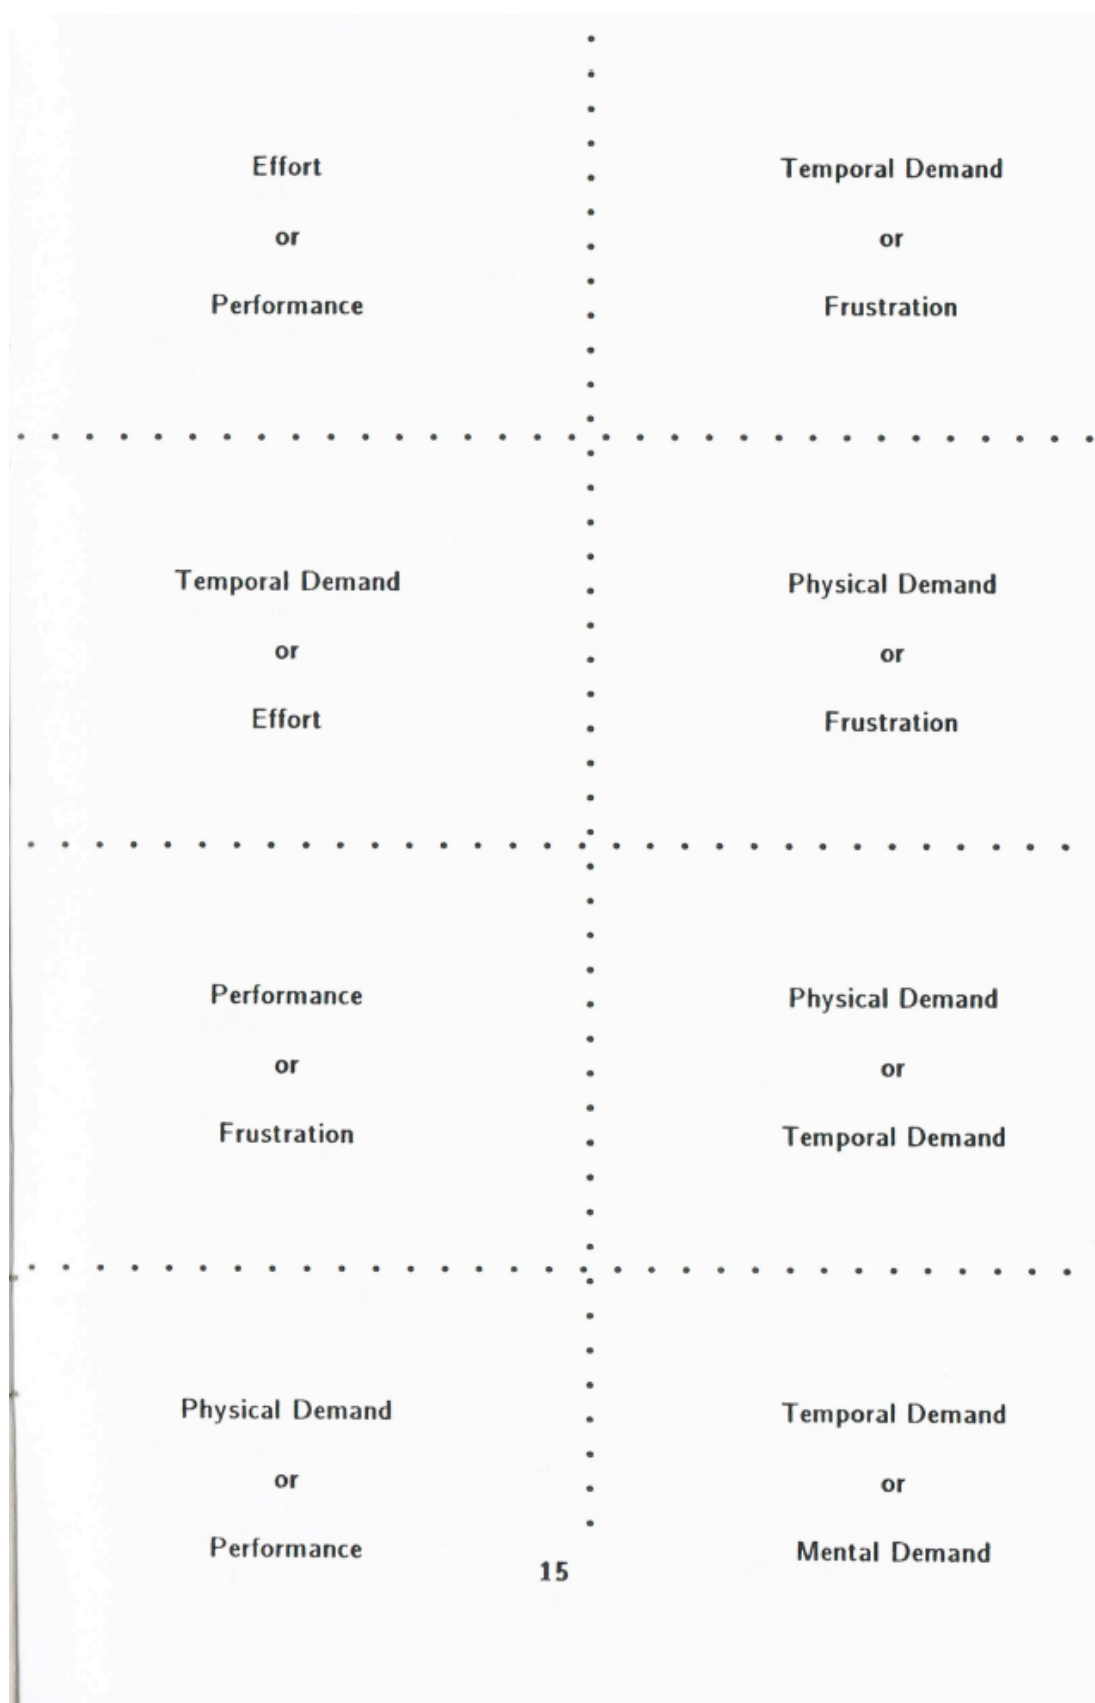 Effort
or
Performance
Temporal Demand
or
Frustration
Temporal Demand
or
Effort
Physical Demand
or
Frustration
Performance
or
Frustration
Physical Demand
or
Temporal Demand
Physical Demand
or
Performance
Temporal Demand
or
Mental Demand
15